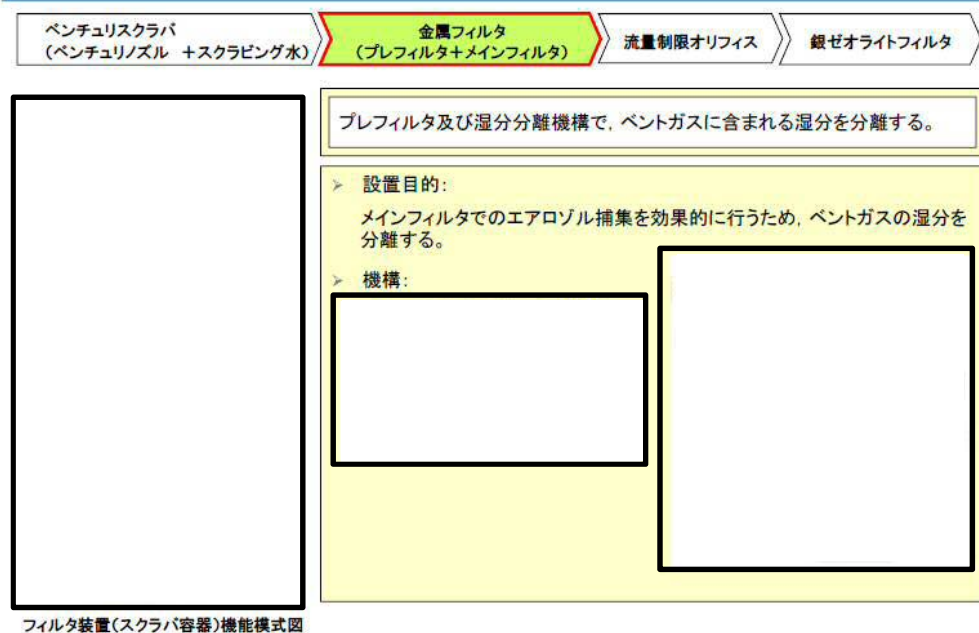 ベンチュリスクラバ
（ベンチュリノズル　＋スクラビング水）
金属フィルタ
（プレフィルタ＋メインフィルタ）
流量制限オリフィス
銀ゼオライトフィルタ
プレフィルタ及び湿分分離機構で，ベントガスに含まれる湿分を分離する。
➢ 設置目的：
メインフィルタでのエアロゾル捕集を効果的に行うため，ベントガスの湿分を
分離する。
➢ 機構：
フィルタ装置（スクラバ容器）機能模式図